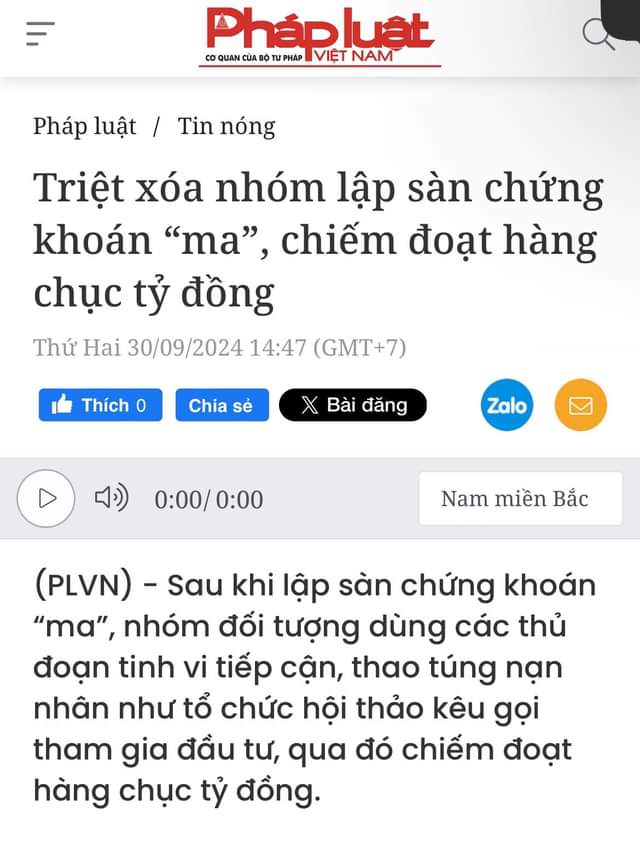 Pháp luật
CƠ QUAN CỦA BỘ TƯ PHÁP VIỆT NAM
Pháp luật / Tin nóng
Triệt xóa nhóm lập sàn chứng
khoán “ma”, chiếm đoạt hàng
chục tỷ đồng
Thứ Hai 30/09/2024 14:47 (GMT+7)
Thích 0 Chia sẻ X Bài đăng Zalo
0:00/ 0:00 Nam miền Bắc
(PLVN) - Sau khi lập sàn chứng khoán
“ma”, nhóm đối tượng dùng các thủ
đoạn tinh vi tiếp cận, thao túng nạn
nhân như tổ chức hội thảo kêu gọi
tham gia đầu tư, qua đó chiếm đoạt
hàng chục tỷ đồng.